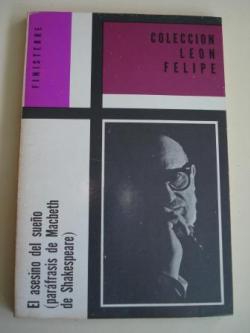 FINISTERRE
COLECCION
LEON
FELIPE
El asesino del sueño
(paráfrasis de Macbeth
de Shakespeare)